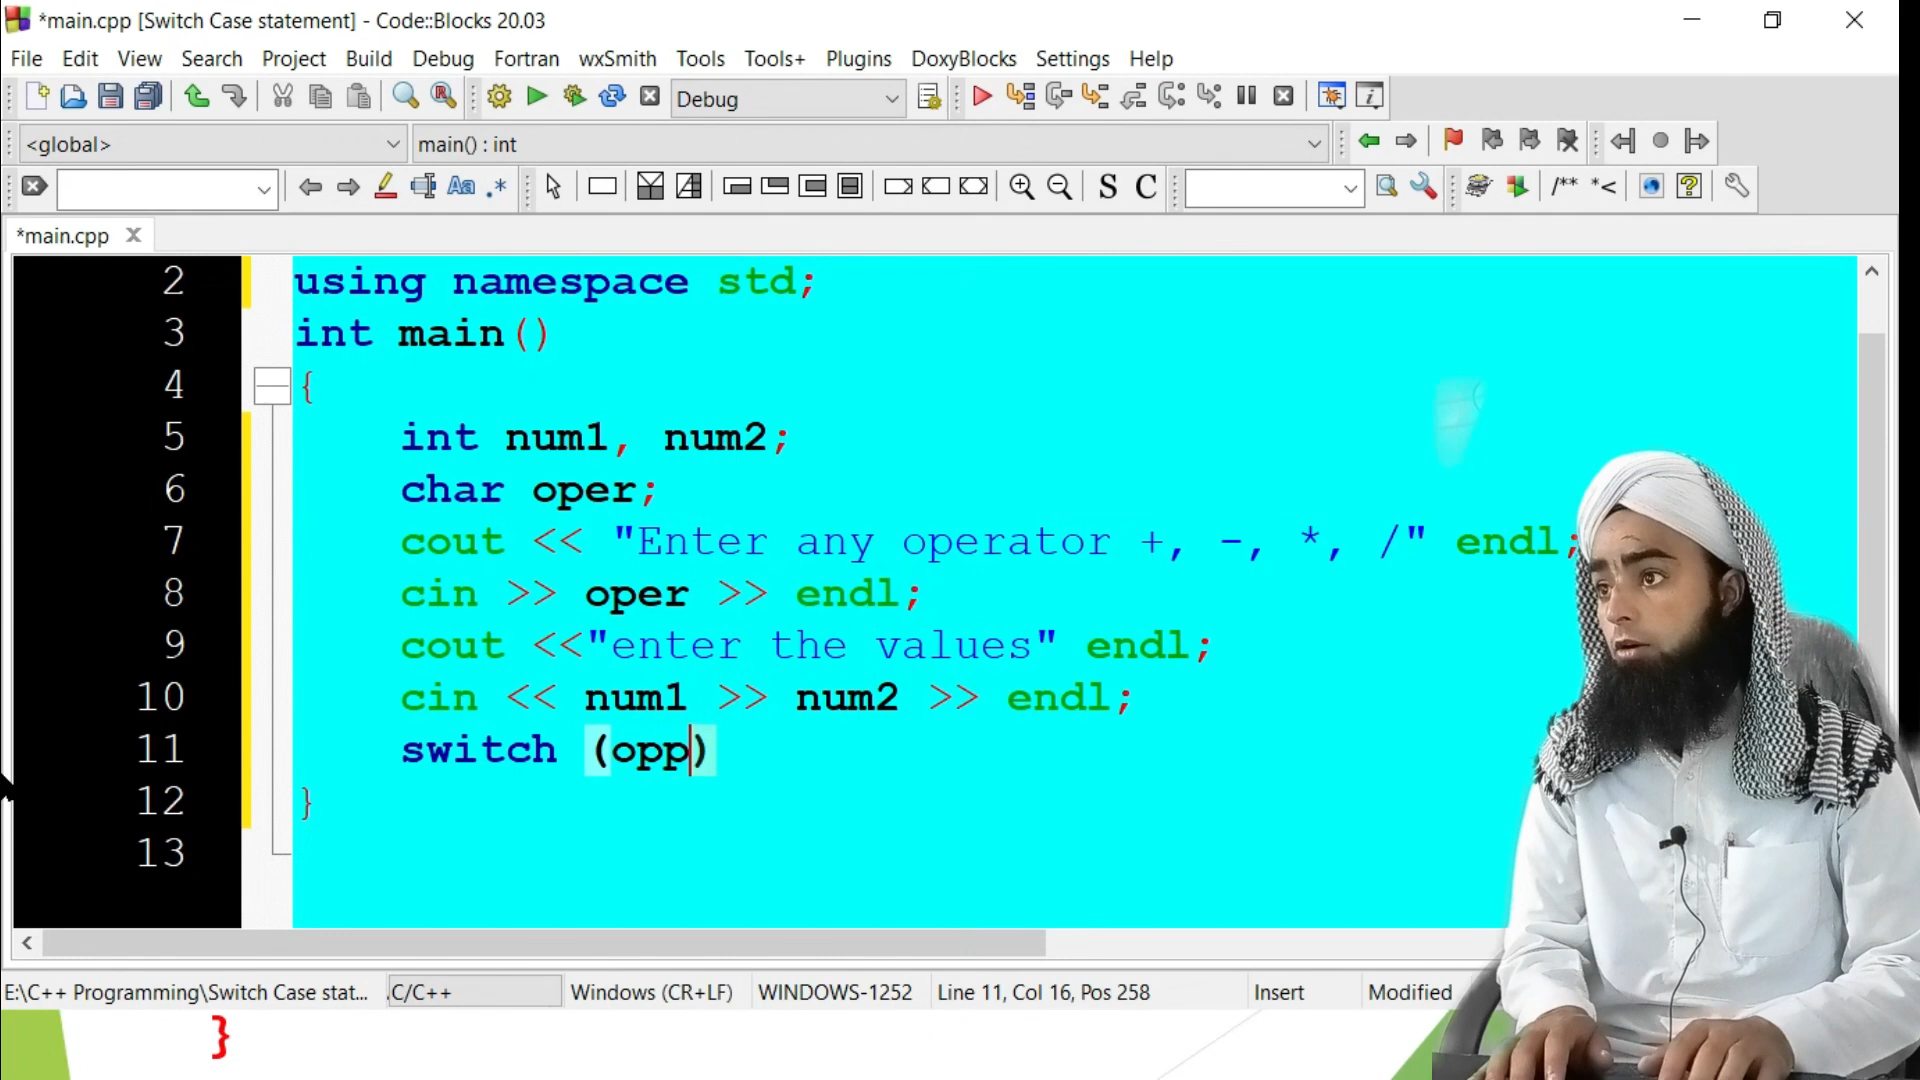 *main.cpp [Switch Case statement] - Code::Blocks 20.03
File Edit View Search Project Build Debug Fortran wxSmith Tools Tools+ Plugins DoxyBlocks Settings Help
Debug
<global> main() : int
Aa .* S C /** *<
*main.cpp
2 using namespace std;
3 int main()
4 {
5 int num1, num2;
6 char oper;
7 cout << "Enter any operator +, -, *, /" endl;
8 cin >> oper >> endl;
9 cout <<"enter the values" endl;
10 cin << num1 >> num2 >> endl;
11 switch (opp)
12 }
13
E:\C++ Programming\Switch Case stat... C/C++ Windows (CR+LF) WINDOWS-1252 Line 11, Col 16, Pos 258 Insert Modified
}